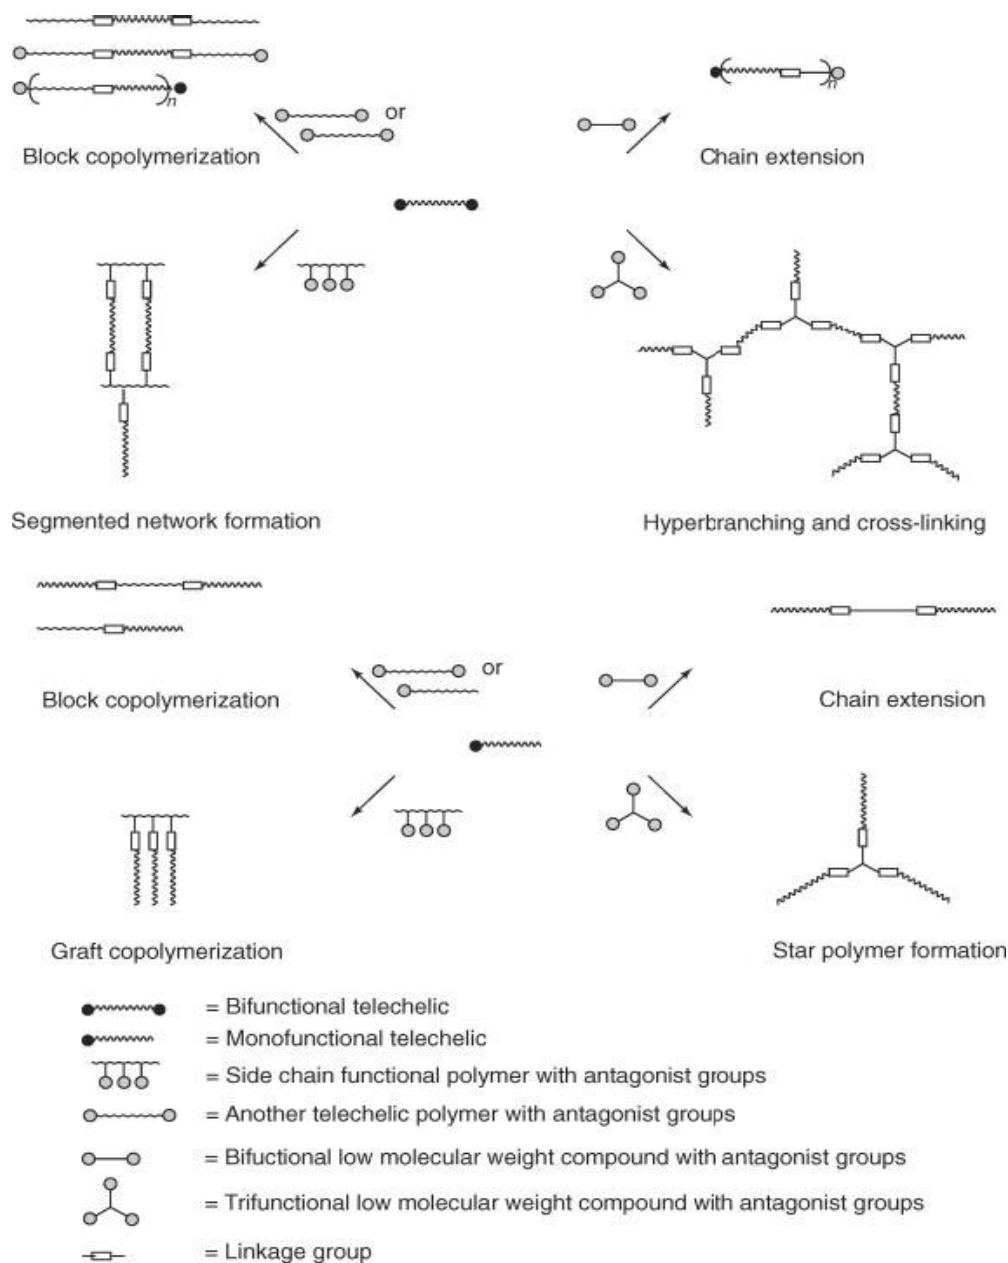 n
n
or
Block copolymerization
Chain extension
Segmented network formation
Hyperbranching and cross-linking
or
Block copolymerization
Chain extension
Graft copolymerization
Star polymer formation
= Bifunctional telechelic
= Monofunctional telechelic
= Side chain functional polymer with antagonist groups
= Another telechelic polymer with antagonist groups
= Bifuctional low molecular weight compound with antagonist groups
= Trifunctional low molecular weight compound with antagonist groups
= Linkage group